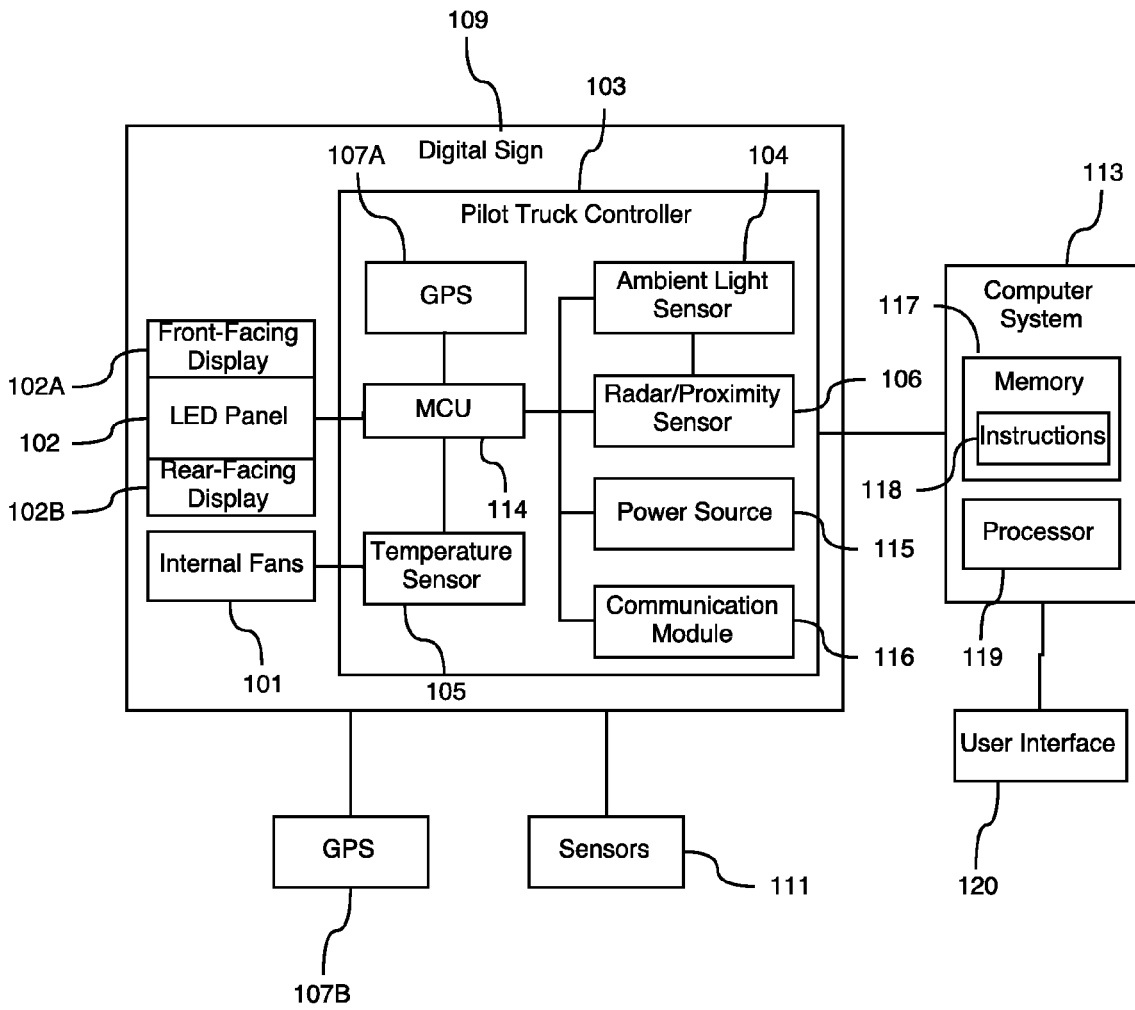 109
103
Digital Sign
107A
104
113
Pilot Truck Controller
GPS
Ambient Light
Sensor
Computer
System
117
Front-Facing
Display
102A
MCU
Radar/Proximity
Sensor
106
Memory
LED Panel
102
Instructions
Rear-Facing
Display
118
102B
114
Power Source
115
Processor
Internal Fans
Temperature
Sensor
Communication
Module
116
119
101
105
User Interface
GPS
Sensors
111
120
107B